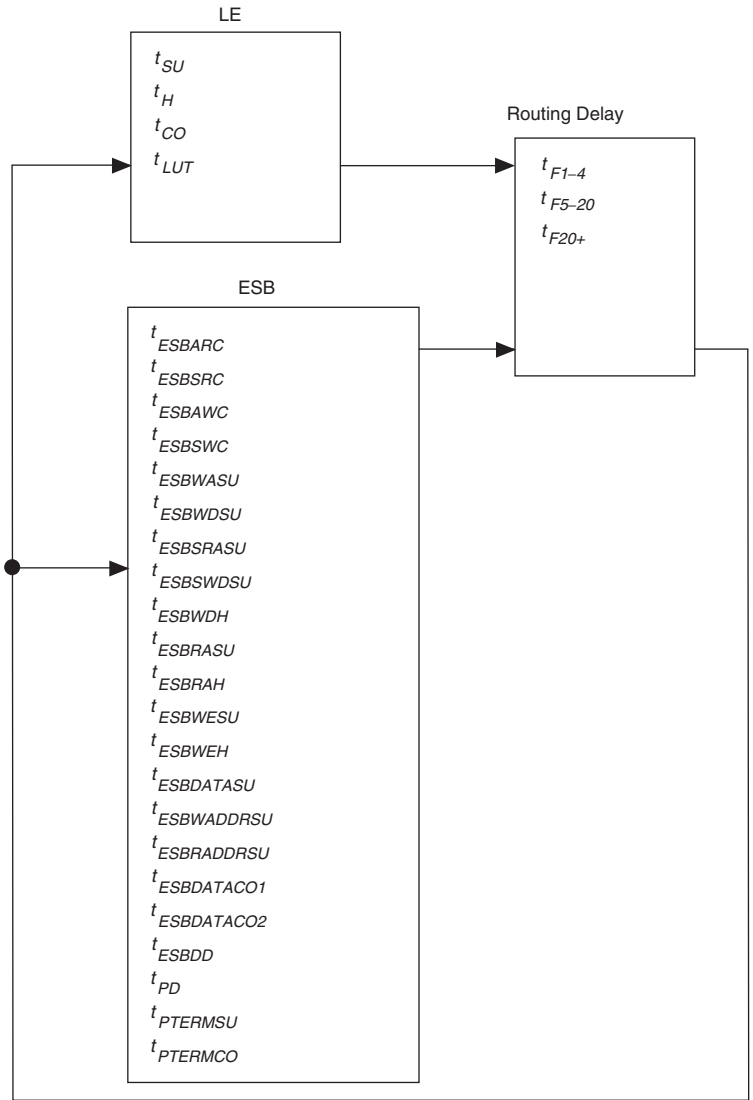 LE
tSU
tH
tCO
tLUT
Routing Delay
tF1–4
tF5–20
tF20+
ESB
tESBARC
tESBSRC
tESBAWC
tESBSWC
tESBWASU
tESBWDSU
tESBSRASU
tESBSWDSU
tESBWDH
tESBRASU
tESBRAH
tESBWESU
tESBWEH
tESBDATASU
tESBWADDRSU
tESBRADDRSU
tESBDATACO1
tESBDATACO2
tESBDD
tPD
tPTERMSU
tPTERMCO